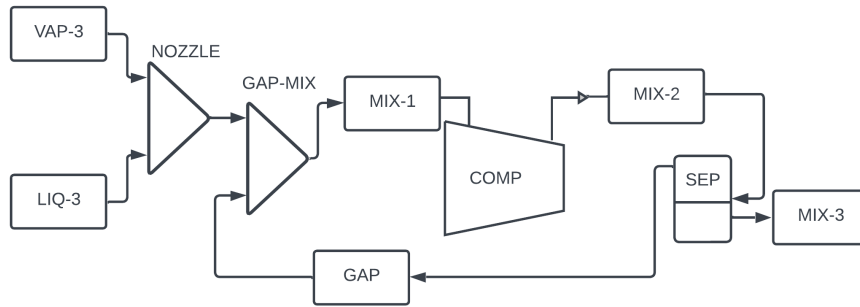 VAP-3
NOZZLE
GAP-MIX
MIX-1
MIX-2
LIQ-3
COMP
SEP
MIX-3
GAP